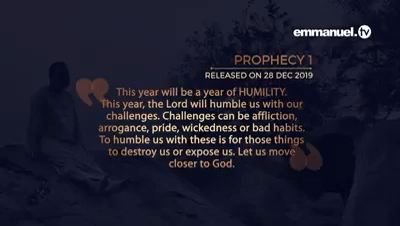 emmanuel.tv
PROPHECY 1
RELEASED ON 28 DEC 2019
This year will be a year of HUMILITY.
This year, the Lord will humble us with our
challenges. Challenges can be affliction,
arrogance, pride, wickedness or bad habits.
To humble us with these is for those things
to destroy us or expose us. Let us move
closer to God.